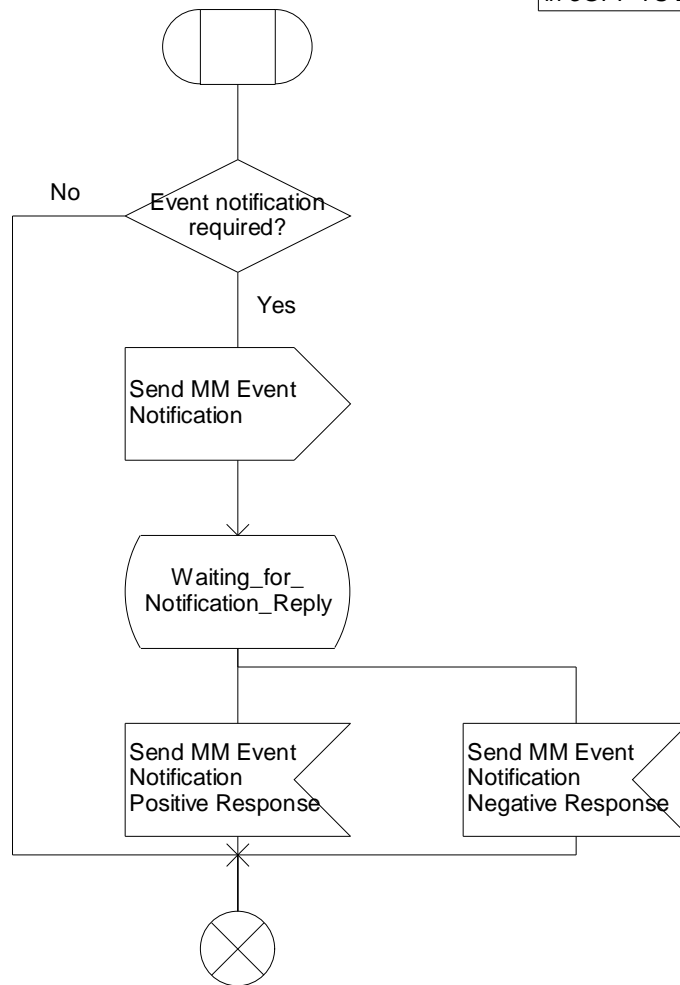 No
Event notification
required?
Yes
Send MM Event
Notification
Waiting_for_
Notification_Reply
Send MM Event
Notification
Positive Response
Send MM Event
Notification
Negative Response